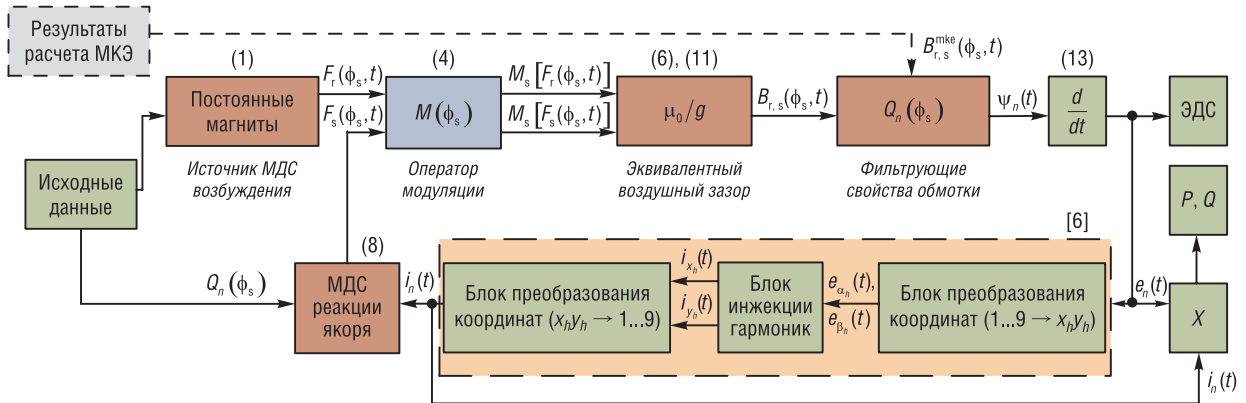 Результаты
расчета МКЭ
(1)
Постоянные
магниты
Источник МДС
возбуждения
F_r(ϕ_s, t)
F_s(ϕ_s, t)
(4)
M(ϕ_s)
Оператор
модуляции
M_s[F_r(ϕ_s, t)]
M_s[F_s(ϕ_s, t)]
(6), (11)
μ_0/g
Эквивалентный
воздушный зазор
B_{r, s}(ϕ_s, t)
B_{r, s}^{mke}(ϕ_s, t)
Q_n(ϕ_s)
Фильтрующие
свойства обмотки
ψ_n(t)
(13)
d
dt
ЭДС
P, Q
Исходные
данные
Q_n(ϕ_s)
(8)
МДС
реакции
якоря
i_n(t)
[6]
Блок преобразования
координат (x_h y_h → 1...9)
i_{x_h}(t)
i_{y_h}(t)
Блок
инжекции
гармоник
e_{α_h}(t),
e_{β_h}(t)
Блок преобразования
координат (1...9 → x_h y_h)
e_n(t)
X
i_n(t)